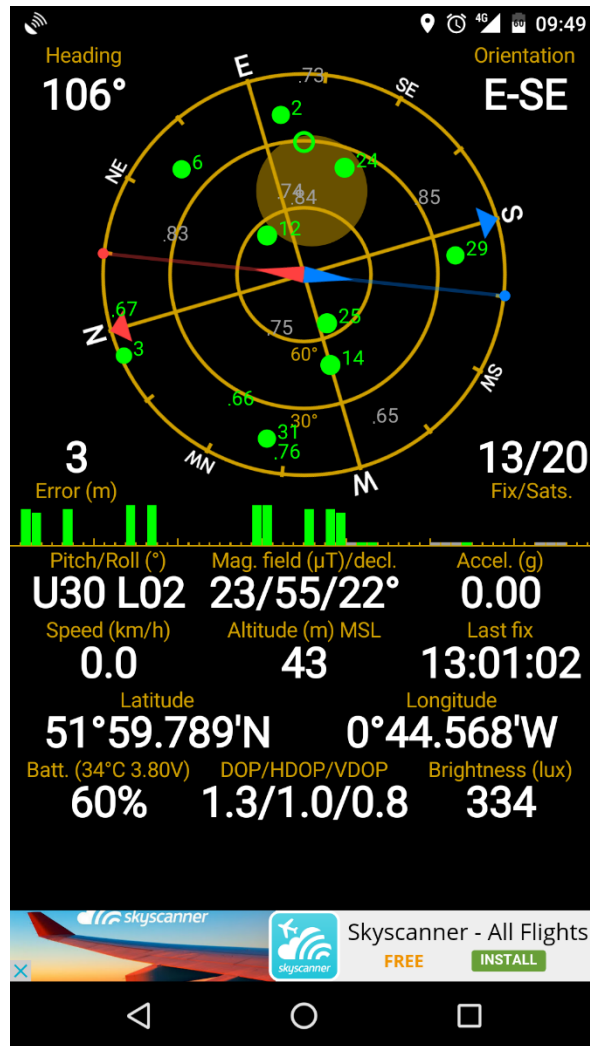 4G 60 09:49
Heading Orientation
106° E-SE
E .73 SE
2
NE 6 24
.74 .84 85 S
.83 12 29
.67
N 3 .75 25
60° 14 SW
.66 30° .65
31
NW .76 W
3 13/20
Error (m) Fix/Sats.
Pitch/Roll (°) Mag. field (µT)/decl. Accel. (g)
U30 L02 23/55/22° 0.00
Speed (km/h) Altitude (m) MSL Last fix
0.0 43 13:01:02
Latitude Longitude
51°59.789'N 0°44.568'W
Batt. (34°C 3.80V) DOP/HDOP/VDOP Brightness (lux)
60% 1.3/1.0/0.8 334
skyscanner
skyscanner
Skyscanner - All Flights
FREE INSTALL